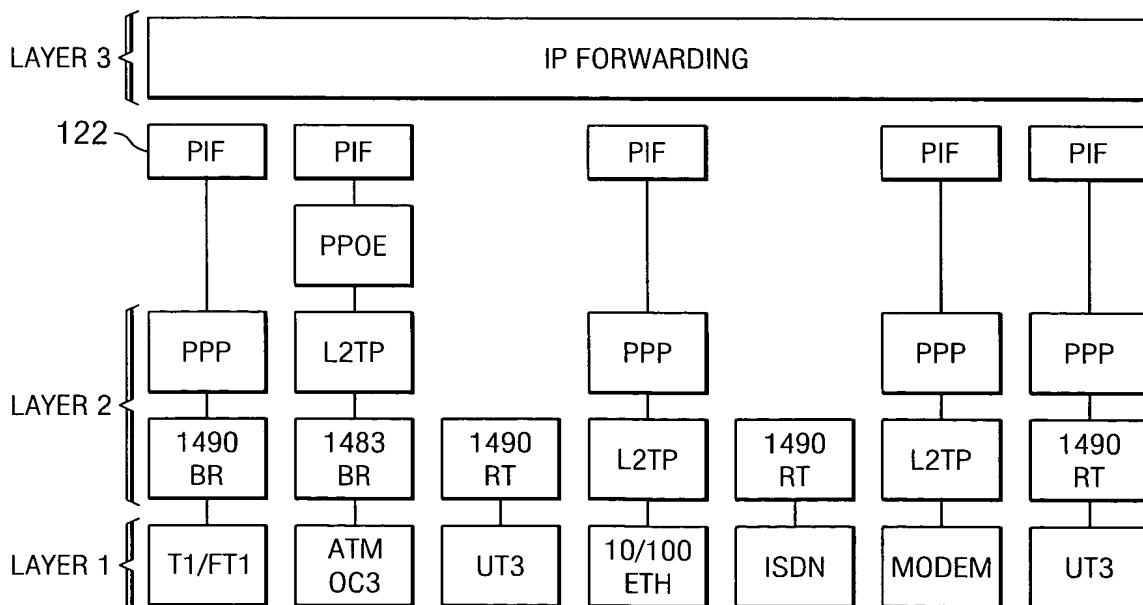 LAYER 3
IP FORWARDING
122
PIF PIF PIF PIF PIF
PPOE
LAYER 2
PPP L2TP PPP PPP PPP
1490 BR
1483 BR
1490 RT
L2TP
1490 RT
L2TP
1490 RT
LAYER 1
T1/FT1
ATM OC3
UT3
10/100 ETH
ISDN
MODEM
UT3